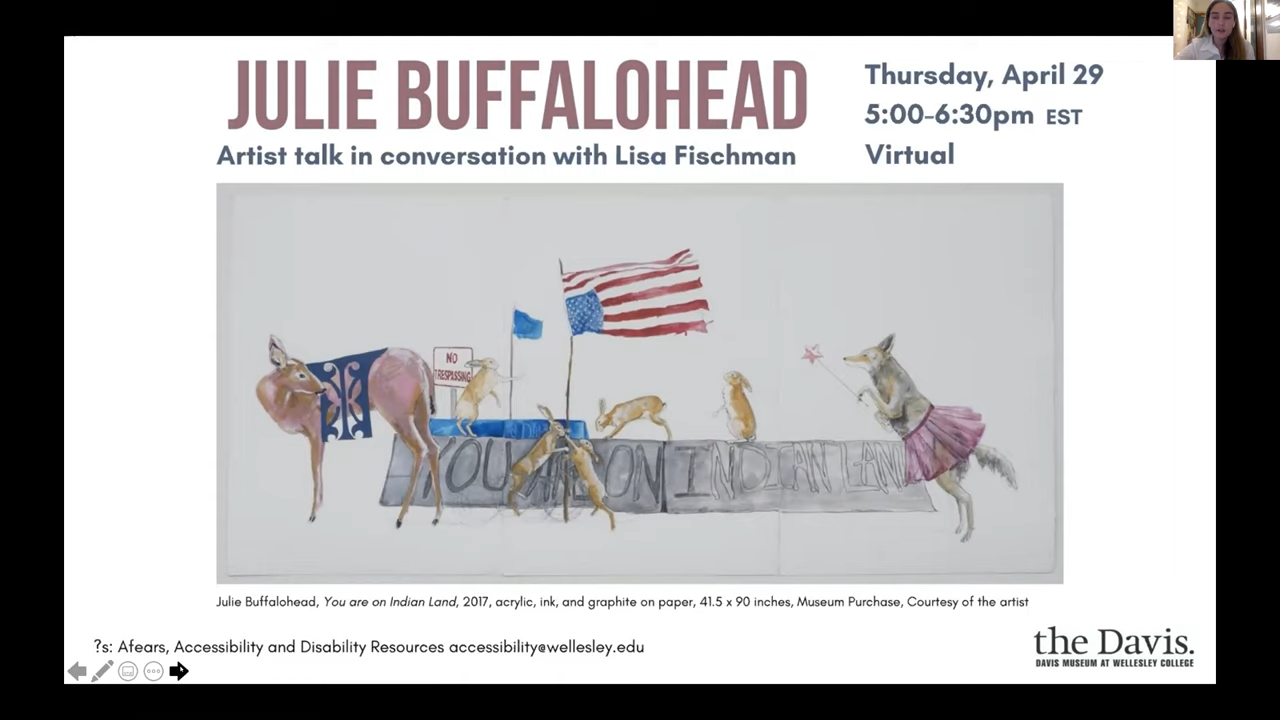 JULIE BUFFALOHEAD
Artist talk in conversation with Lisa Fischman
Thursday, April 29
5:00-6:30pm EST
Virtual
NO
TRESPASSING
YOU ARE ON INDIAN LAND
Julie Buffalohead, You are on Indian Land, 2017, acrylic, ink, and graphite on paper, 41.5 x 90 inches, Museum Purchase, Courtesy of the artist
?s: Afears, Accessibility and Disability Resources accessibility@wellesley.edu
the Davis.
DAVIS MUSEUM AT WELLESLEY COLLEGE